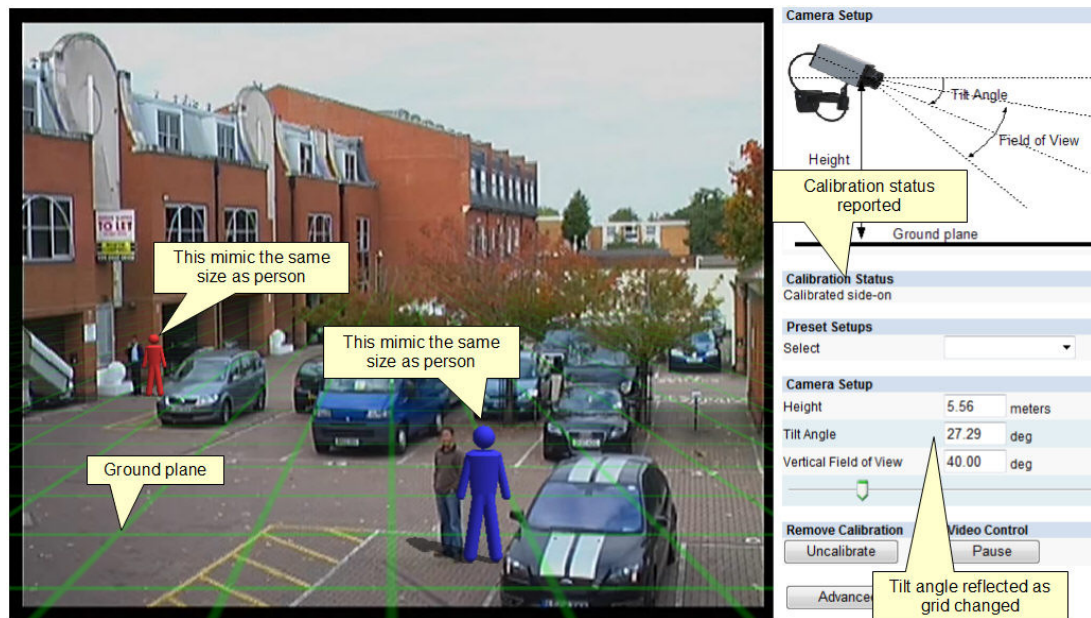 Camera Setup
Tilt Angle
Field of View
Height
Calibration status
reported
Ground plane
TO LET
This mimic the same
size as person
This mimic the same
size as person
Ground plane
Calibration Status
Calibrated side-on
Preset Setups
Select
Camera Setup
Height 5.56 meters
Tilt Angle 27.29 deg
Vertical Field of View 40.00 deg
Remove Calibration Video Control
Uncalibrate Pause
Advance
Tilt angle reflected as
grid changed